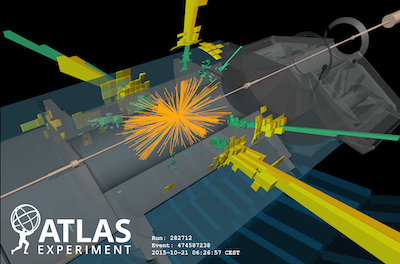 ATLAS
EXPERIMENT
Run: 282712
Event: 474587238
2015-10-21 06:26:57 CEST